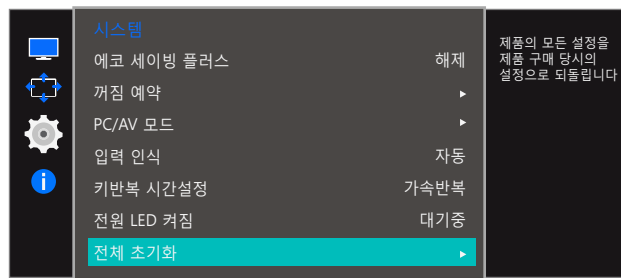 시스템
에코 세이빙 플러스 해제
꺼짐 예약
PC/AV 모드
입력 인식 자동
키반복 시간설정 가속반복
전원 LED 켜짐 대기중
전체 초기화
제품의 모든 설정을
제품 구매 당시의
설정으로 되돌립니다